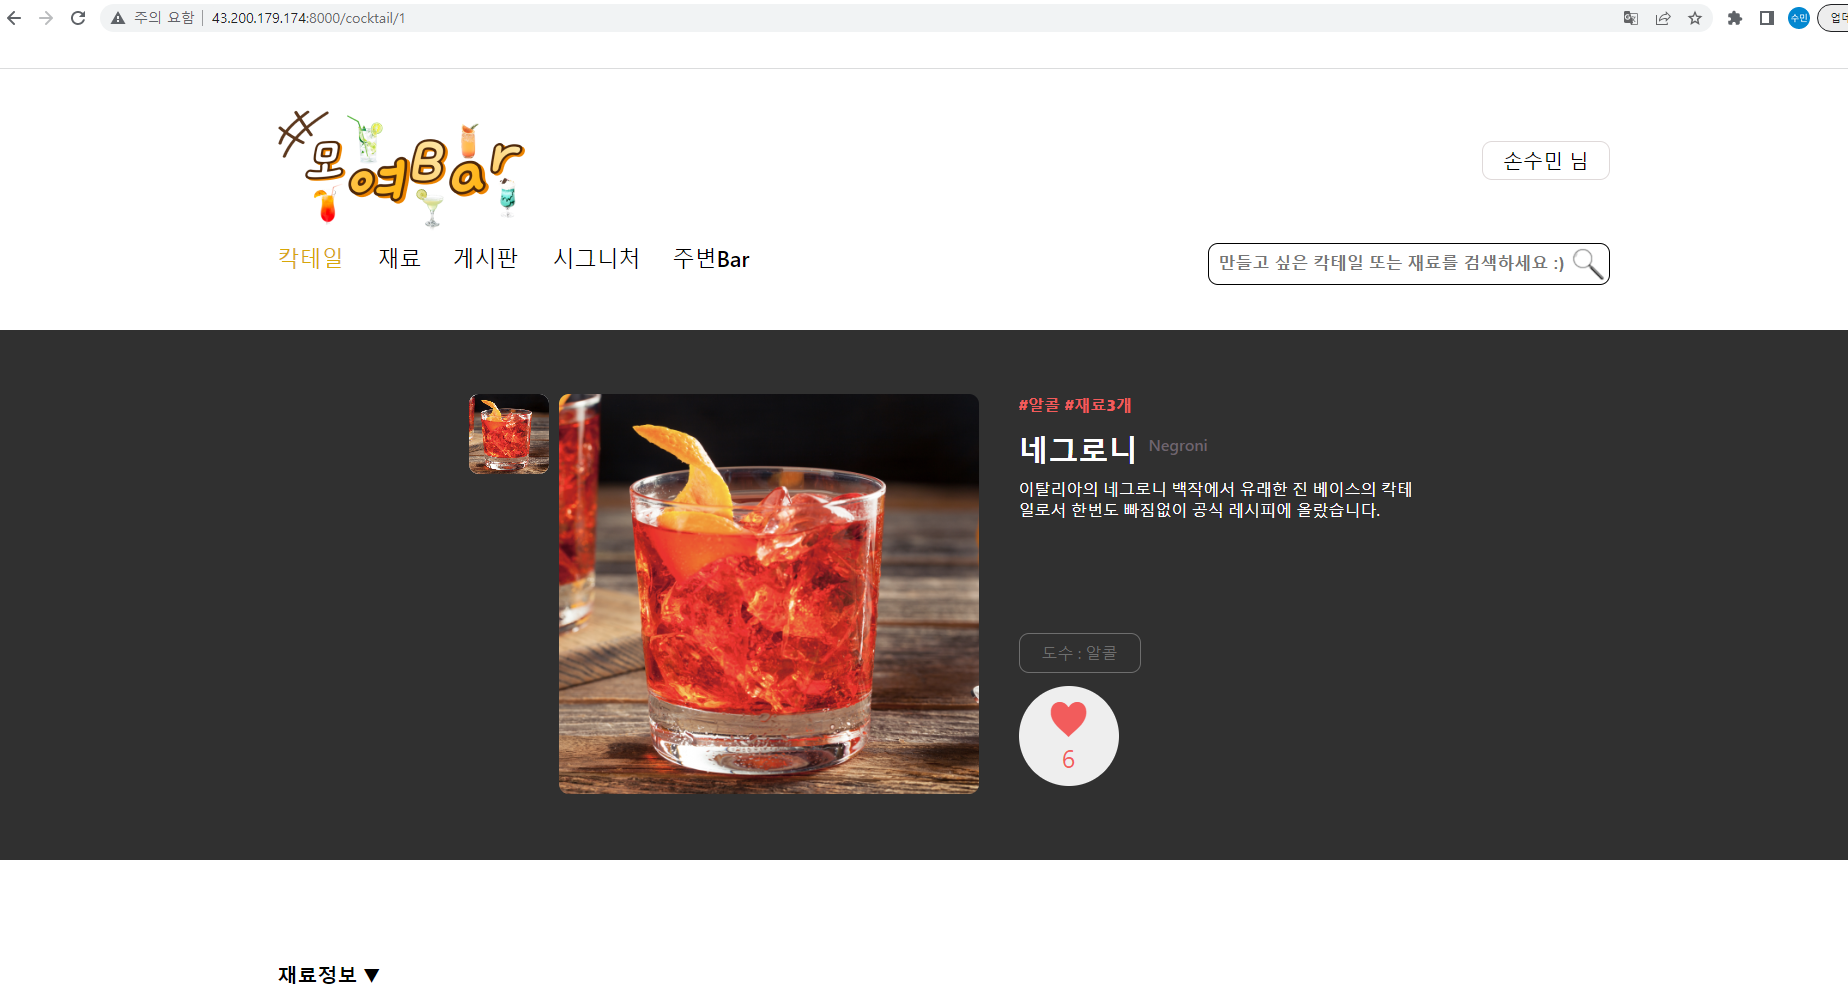 주의 요함 | 43.200.179.174:8000/cocktail/1
수민
#모여Bar
손수민 님
칵테일 재료 게시판 시그니처 주변Bar
만들고 싶은 칵테일 또는 재료를 검색하세요 :)
#알콜 #재료3개
네그로니 Negroni
이탈리아의 네그로니 백작에서 유래한 진 베이스의 칵테
일로서 한번도 빠짐없이 공식 레시피에 올랐습니다.
도수 : 알콜
6
재료정보 ▼